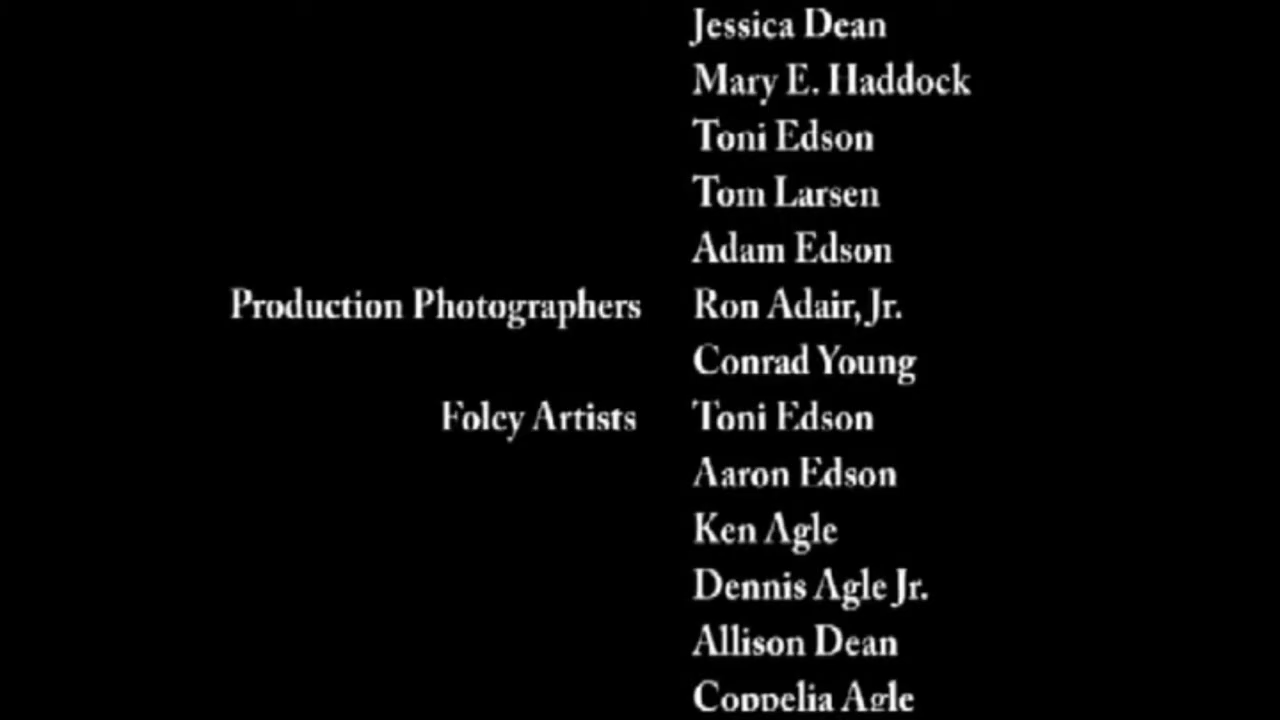 Jessica Dean
Mary E. Haddock
Toni Edson
Tom Larsen
Adam Edson
Production Photographers Ron Adair, Jr.
Conrad Young
Foley Artists Toni Edson
Aaron Edson
Ken Agle
Dennis Agle Jr.
Allison Dean
Coppelia Agle